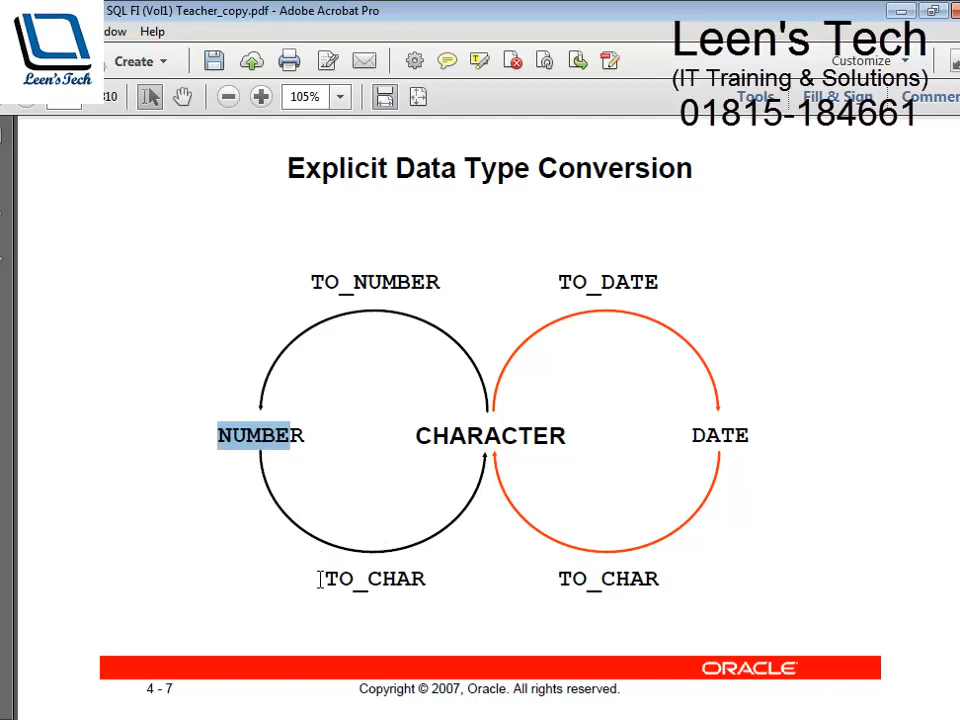 SQL FI (Vol1) Teacher_copy.pdf - Adobe Acrobat Pro
dow Help
Leen's Tech
Create
Customize
(IT Training & Solutions)
Leen's Tech
310
105%
Tools
Fill & Sign
Commen
01815-184661
Explicit Data Type Conversion
TO_NUMBER
TO_DATE
NUMBER
CHARACTER
DATE
TO_CHAR
TO_CHAR
ORACLE
4 - 7
Copyright © 2007, Oracle. All rights reserved.